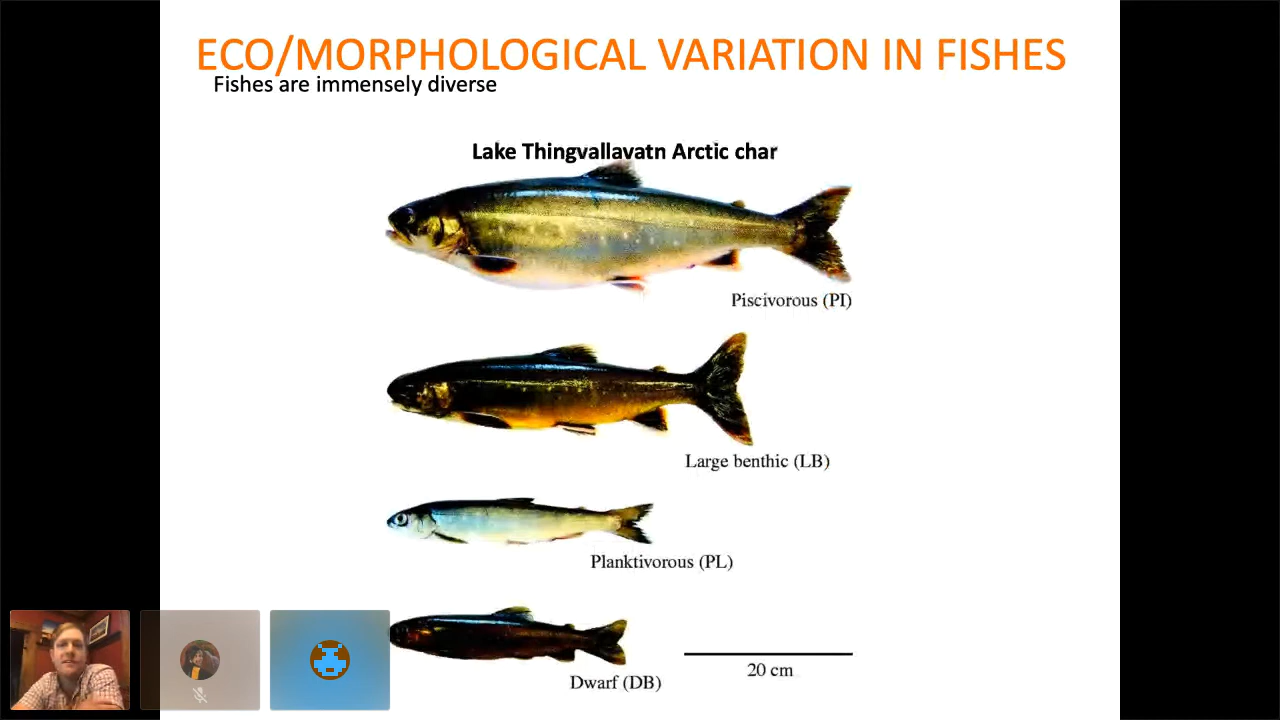 ECO/MORPHOLOGICAL VARIATION IN FISHES
Fishes are immensely diverse
Lake Thingvallavatn Arctic char
Piscivorous (PI)
Large benthic (LB)
Planktivorous (PL)
20 cm
Dwarf (DB)